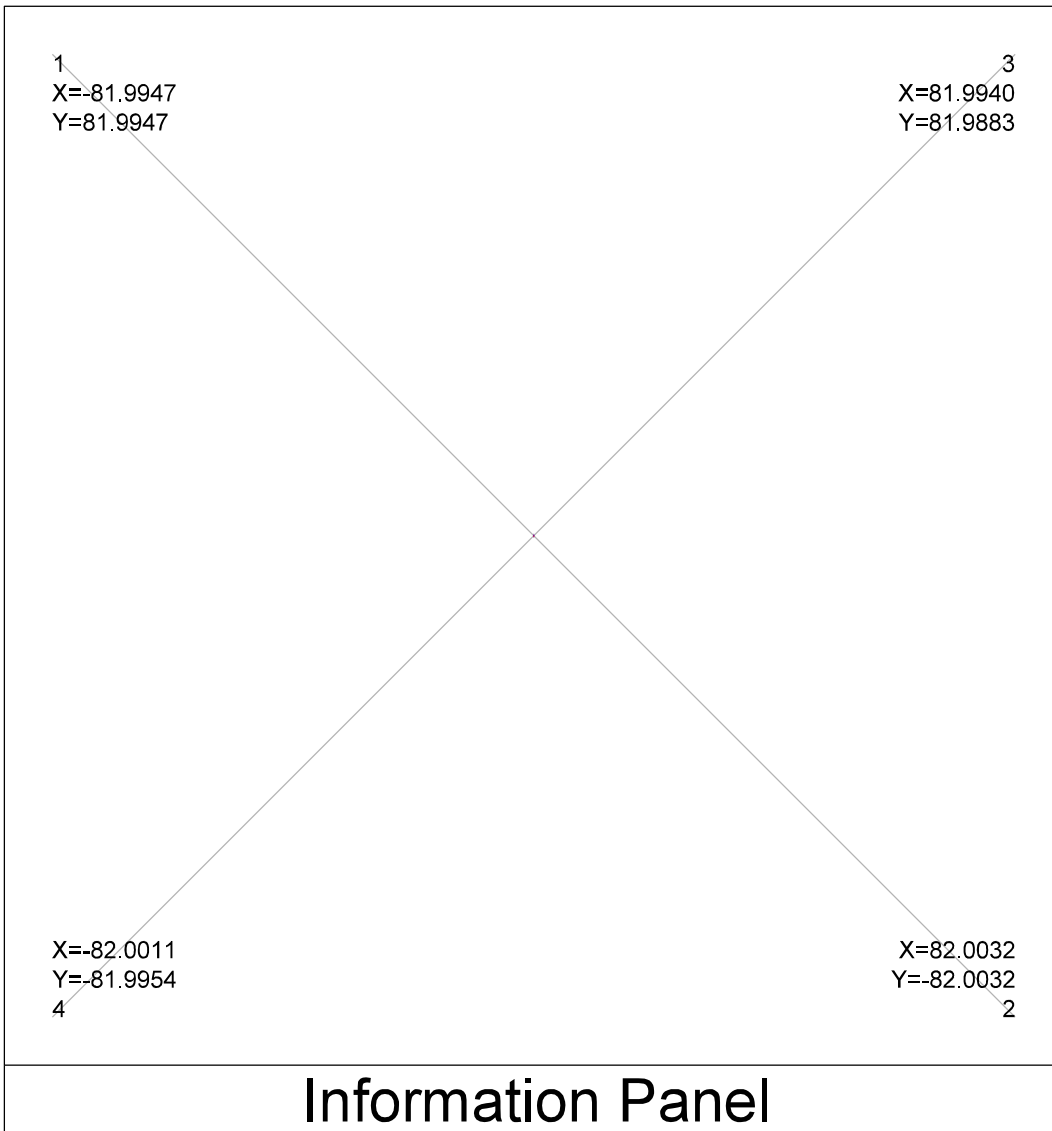 1
X=-81.9947
Y=81.9947
3
X=81.9940
Y=81.9883
X=-82.0011
Y=-81.9954
4
X=82.0032
Y=-82.0032
2
Information Panel